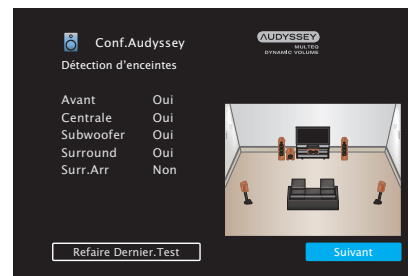 Conf.Audyssey
AUDYSSEY
MULTEQ
DYNAMIC VOLUME
Détection d'enceintes
Avant Oui
Centrale Oui
Subwoofer Oui
Surround Oui
Surr.Arr Non
Refaire Dernier.Test
Suivant